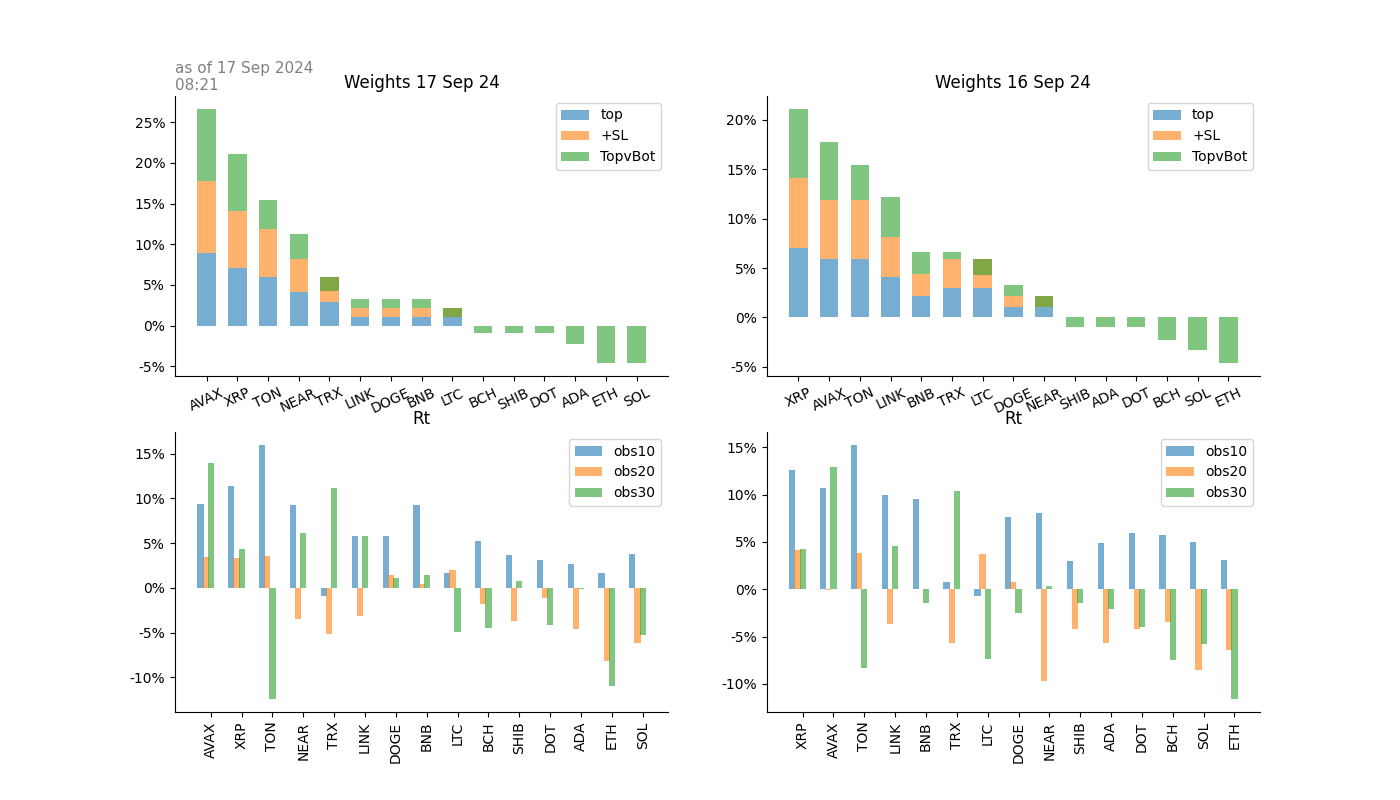 as of 17 Sep 2024
08:21
Weights 17 Sep 24
25%
20%
15%
10%
5%
0%
-5%
top
+SL
TopvBot
AVAX XRP TON NEAR TRX LINK DOGE BNB LTC BCH SHIB DOT ADA ETH SOL
Weights 16 Sep 24
20%
15%
10%
5%
0%
-5%
top
+SL
TopvBot
XRP AVAX TON LINK BNB TRX LTC DOGE NEAR SHIB ADA DOT BCH SOL ETH
Rt
15%
10%
5%
0%
-5%
-10%
obs10
obs20
obs30
AVAX XRP TON NEAR TRX LINK DOGE BNB LTC BCH SHIB DOT ADA ETH SOL
Rt
15%
10%
5%
0%
-5%
-10%
obs10
obs20
obs30
XRP AVAX TON LINK BNB TRX LTC DOGE NEAR SHIB ADA DOT BCH SOL ETH